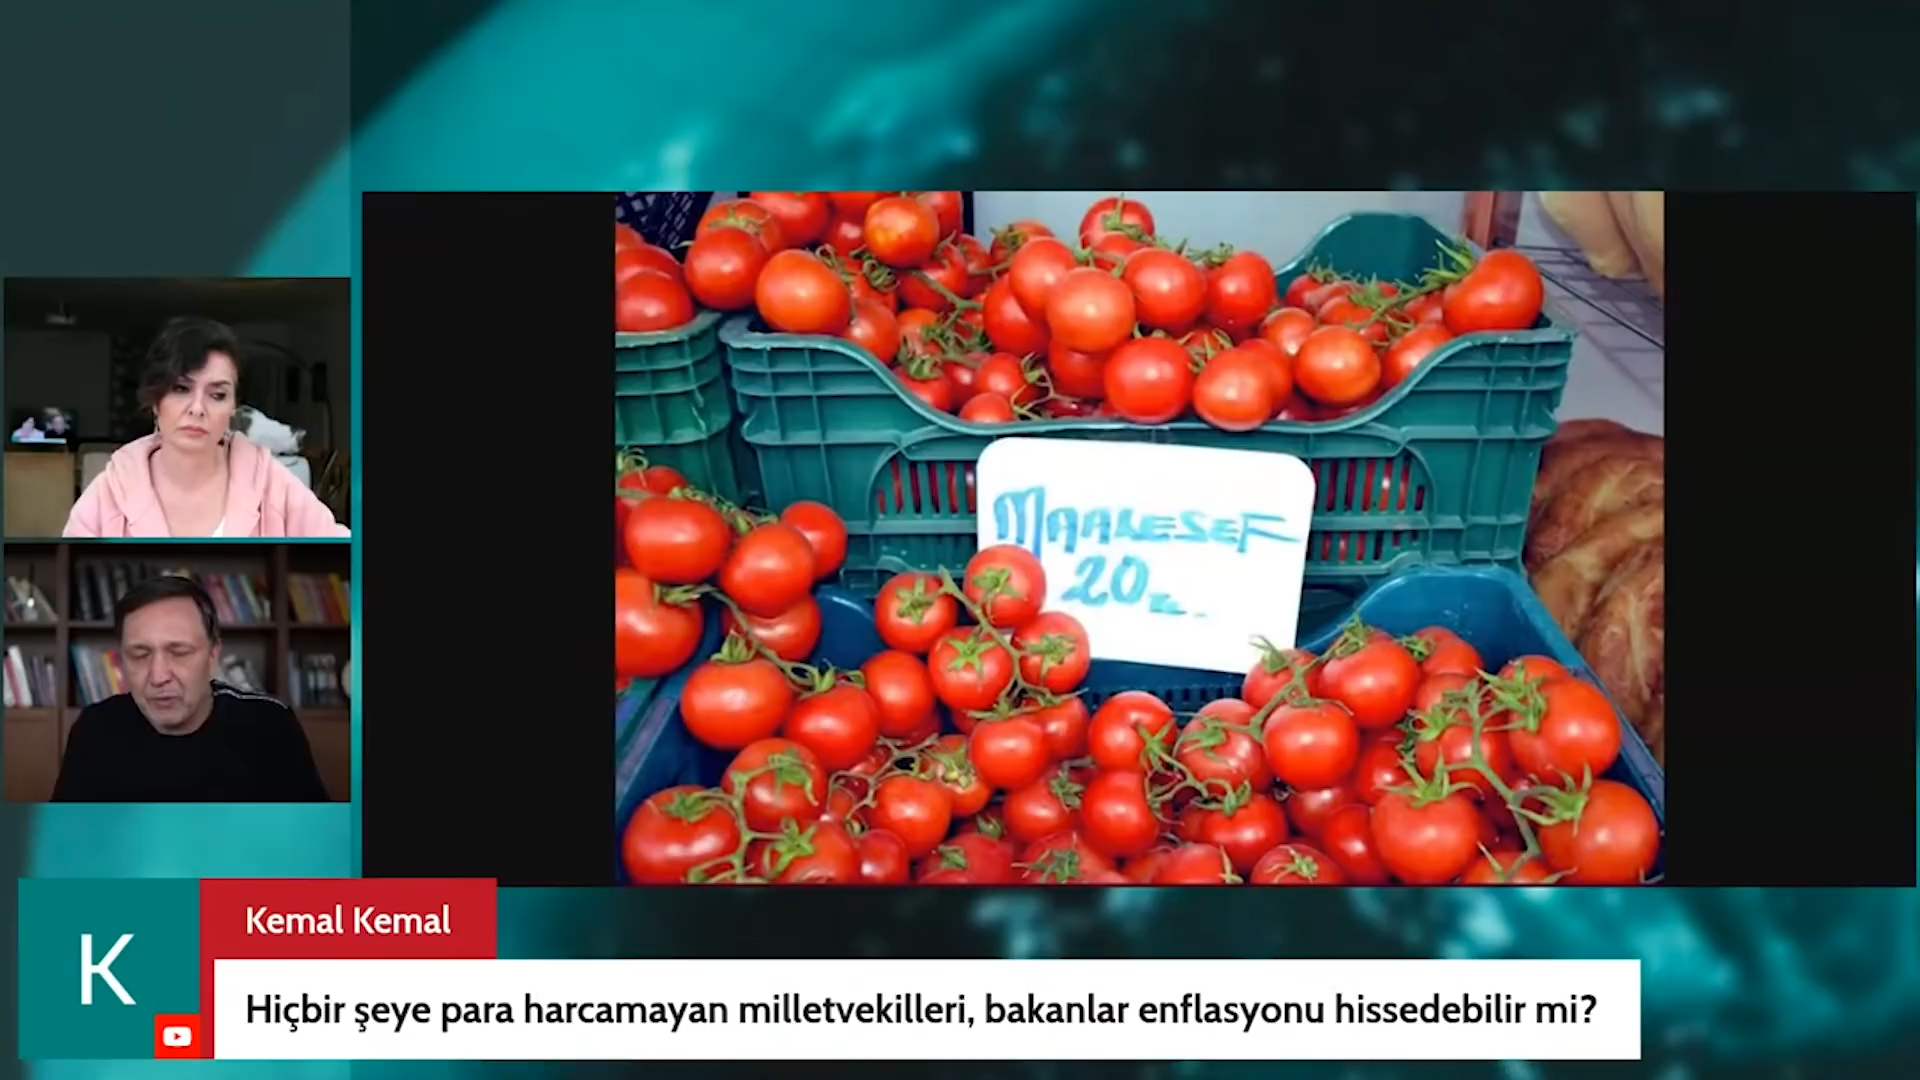 MAALESEF
20
K
Kemal Kemal
Hiçbir şeye para harcamayan milletvekilleri, bakanlar enflasyonu hissedebilir mi?